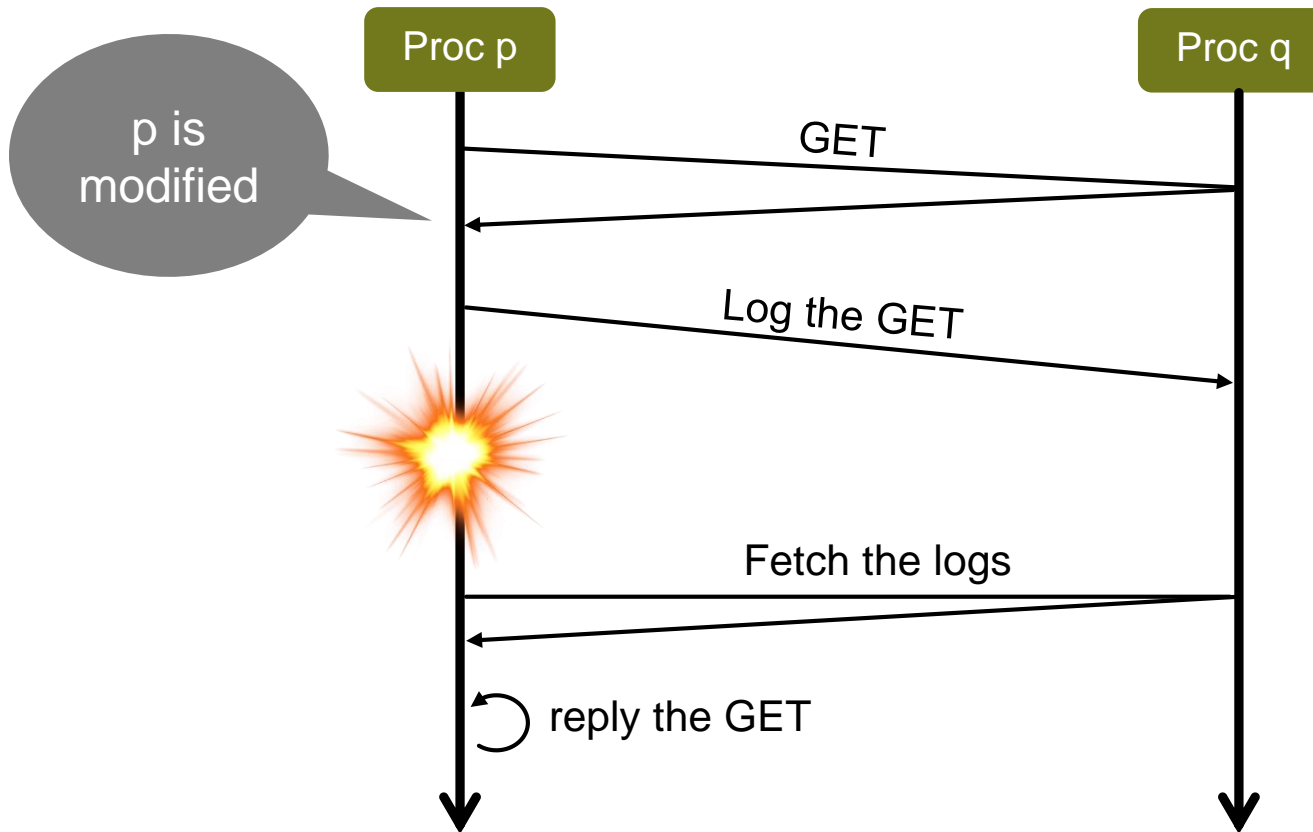 Proc p
Proc q
p is
modified
GET
Log the GET
Fetch the logs
reply the GET